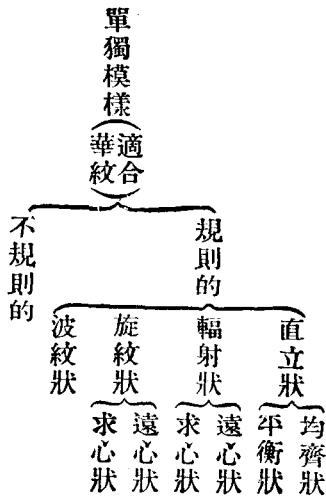 單獨模樣（適合華紋）
規則的
不規則的
直立狀
輻射狀
旋紋狀
波紋狀
均齊狀
平衡狀
遠心狀
求心狀
遠心狀
求心狀